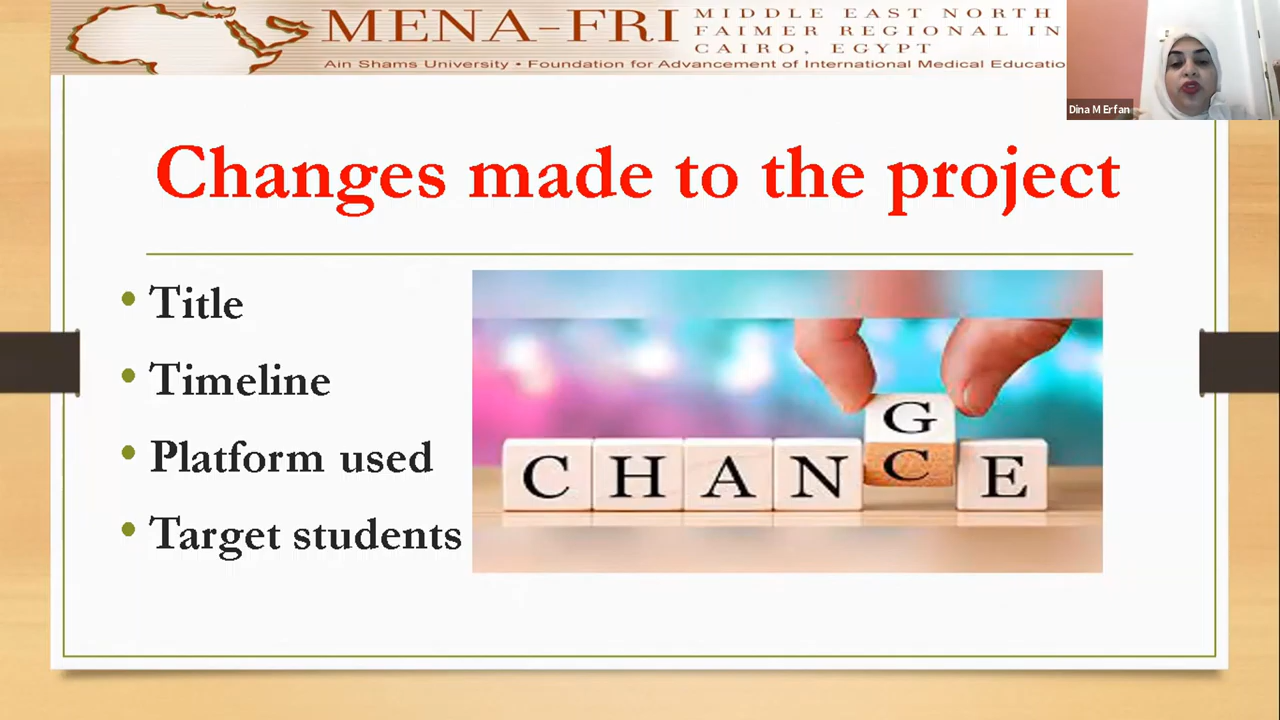 MENA-FRI
MIDDLE EAST NORTH
FAIMER REGIONAL IN
CAIRO, EGYPT
Ain Shams University • Foundation for Advancement of International Medical Educatio
Dina M Erfan
Changes made to the project
• Title
• Timeline
• Platform used
• Target students
G
CHANCE